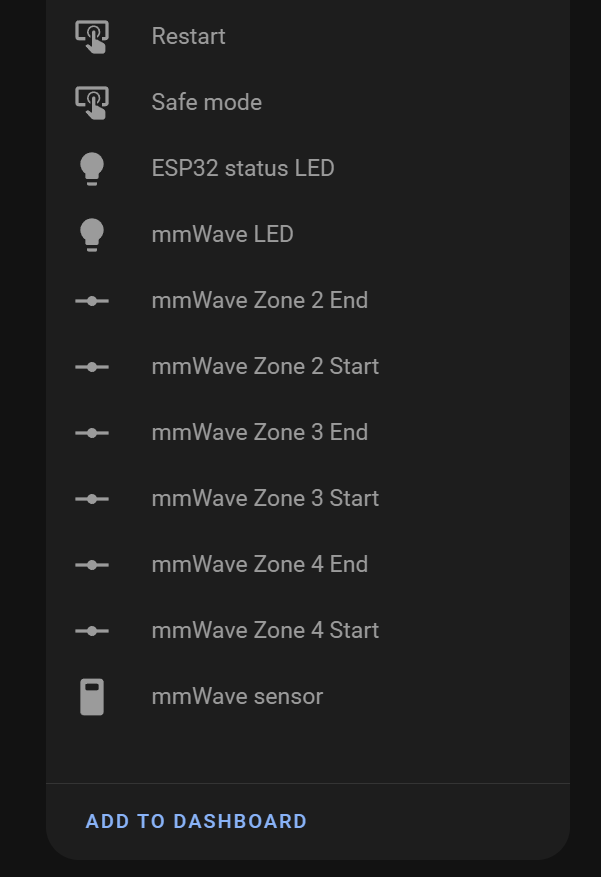 Restart
Safe mode
ESP32 status LED
mmWave LED
mmWave Zone 2 End
mmWave Zone 2 Start
mmWave Zone 3 End
mmWave Zone 3 Start
mmWave Zone 4 End
mmWave Zone 4 Start
mmWave sensor
ADD TO DASHBOARD